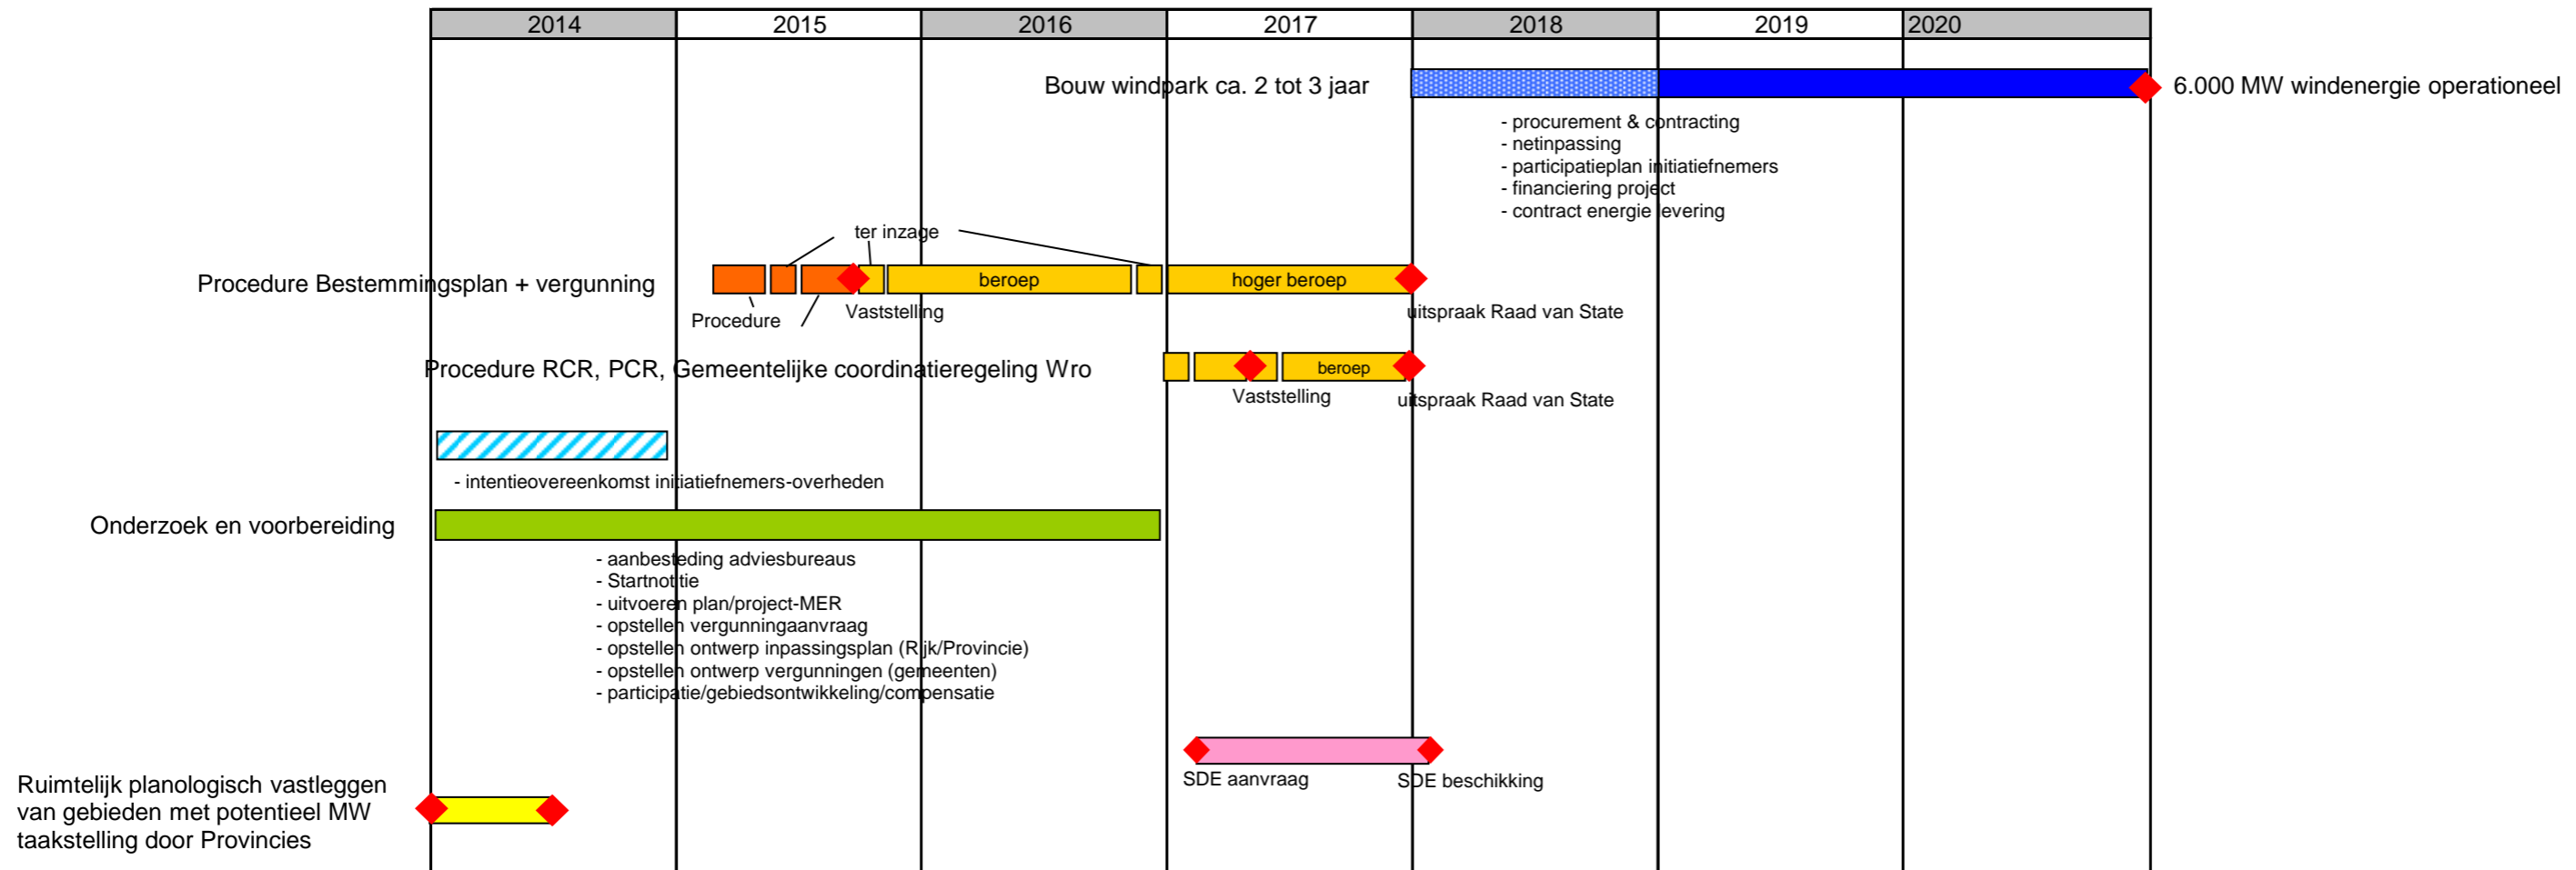 2014 2015 2016 2017 2018 2019 2020
Bouw windpark ca. 2 tot 3 jaar
6.000 MW windenergie operationeel
- procurement & contracting
- netinpassing
- participatieplan initiatiefnemers
- financiering project
- contract energie levering
ter inzage
Procedure Bestemmingsplan + vergunning
beroep
hoger beroep
Procedure
Vaststelling
uitspraak Raad van State
Procedure RCR, PCR, Gemeentelijke coordinatieregeling Wro
beroep
Vaststelling
uitspraak Raad van State
- intentieovereenkomst initiatiefnemers-overheden
Onderzoek en voorbereiding
- aanbesteding adviesbureaus
- Startnotitie
- uitvoeren plan/project-MER
- opstellen vergunningaanvraag
- opstellen ontwerp inpassingsplan (Rijk/Provincie)
- opstellen ontwerp vergunningen (gemeenten)
- participatie/gebiedsontwikkeling/compensatie
SDE aanvraag
SDE beschikking
Ruimtelijk planologisch vastleggen
van gebieden met potentieel MW
taakstelling door Provincies